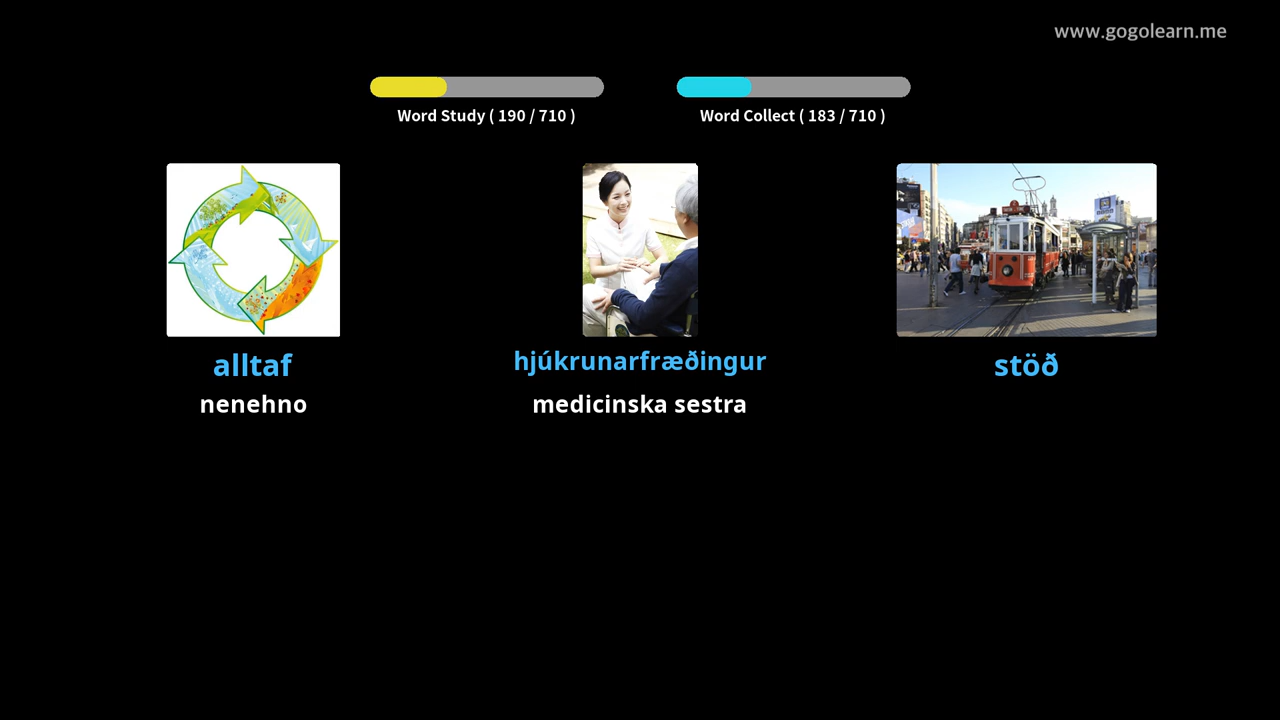 www.gogolearn.me
Word Study ( 190 / 710 )
Word Collect ( 183 / 710 )
alltaf
hjúkrunarfræðingur
stöð
nenehno
medicinska sestra